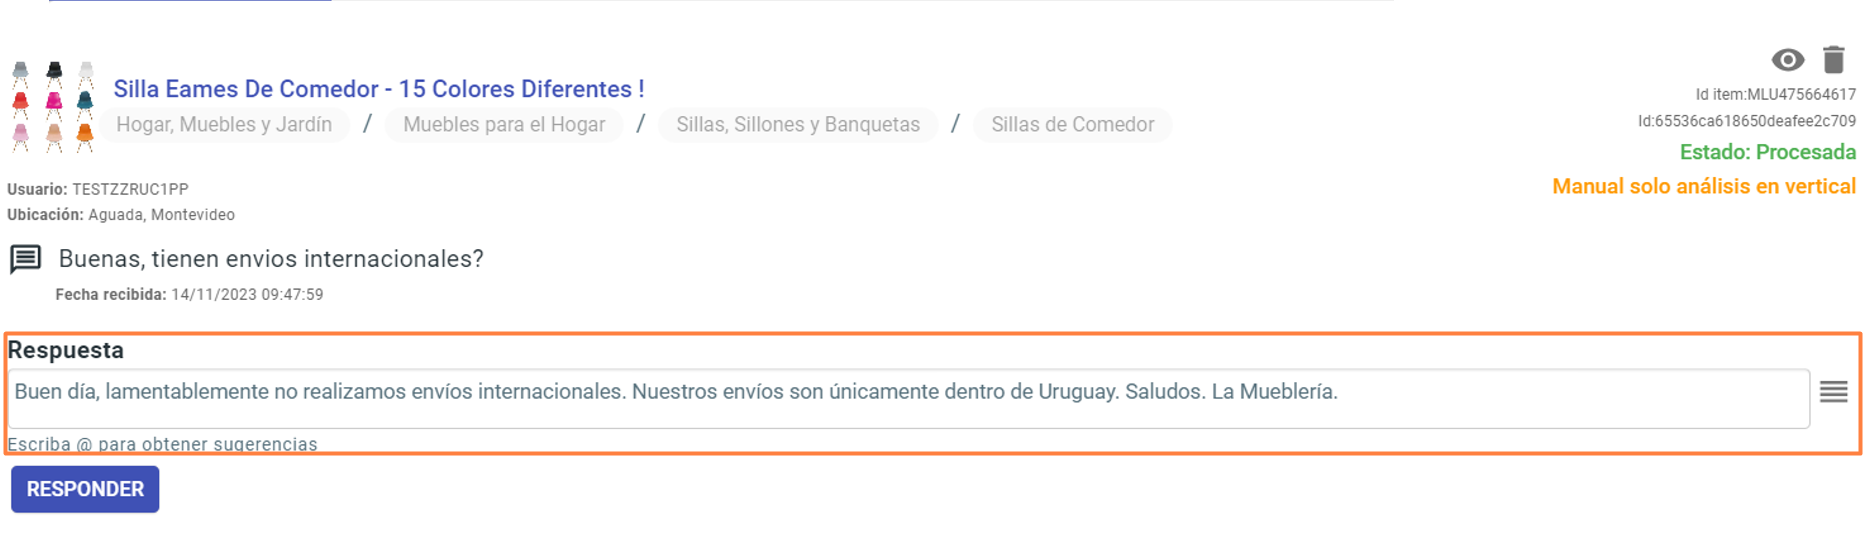 Silla Eames De Comedor - 15 Colores Diferentes !
Hogar, Muebles y Jardín / Muebles para el Hogar / Sillas, Sillones y Banquetas / Sillas de Comedor
Id item:MLU475664617
Id:65536ca618650deafee2c709
Estado: Procesada
Manual solo análisis en vertical
Usuario: TESTZZRUC1PP
Ubicación: Aguada, Montevideo
Buenas, tienen envios internacionales?
Fecha recibida: 14/11/2023 09:47:59
Respuesta
Buen día, lamentablemente no realizamos envíos internacionales. Nuestros envíos son únicamente dentro de Uruguay. Saludos. La Mueblería.
Escriba @ para obtener sugerencias
RESPONDER